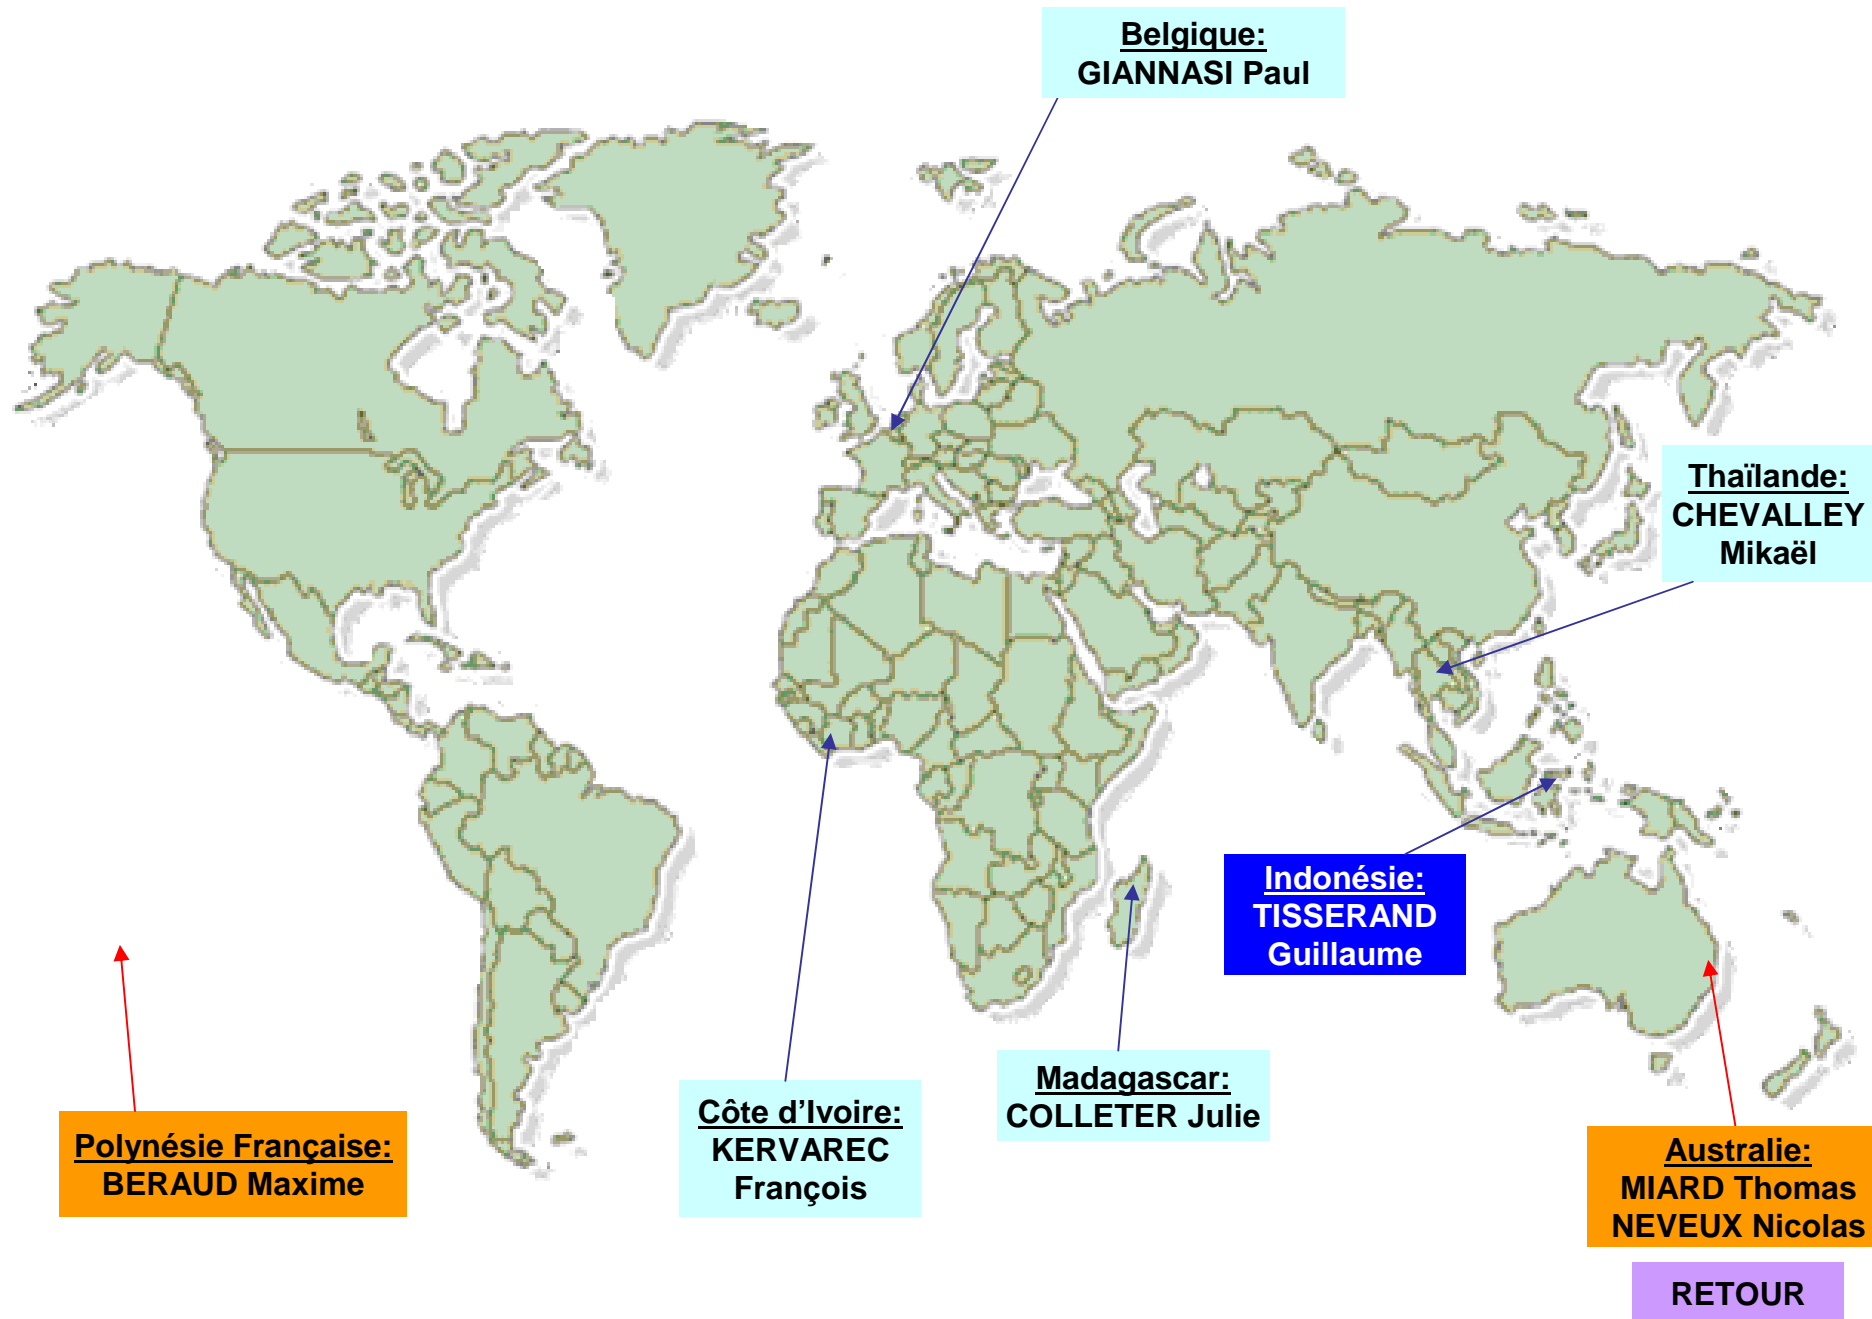 Belgique:
GIANNASI Paul
Thaïlande:
CHEVALLEY
Mikaël
Indonésie:
TISSERAND
Guillaume
Madagascar:
COLLETER Julie
Côte d’Ivoire:
KERVAREC
François
Polynésie Française:
BERAUD Maxime
Australie:
MIARD Thomas
NEVEUX Nicolas
RETOUR